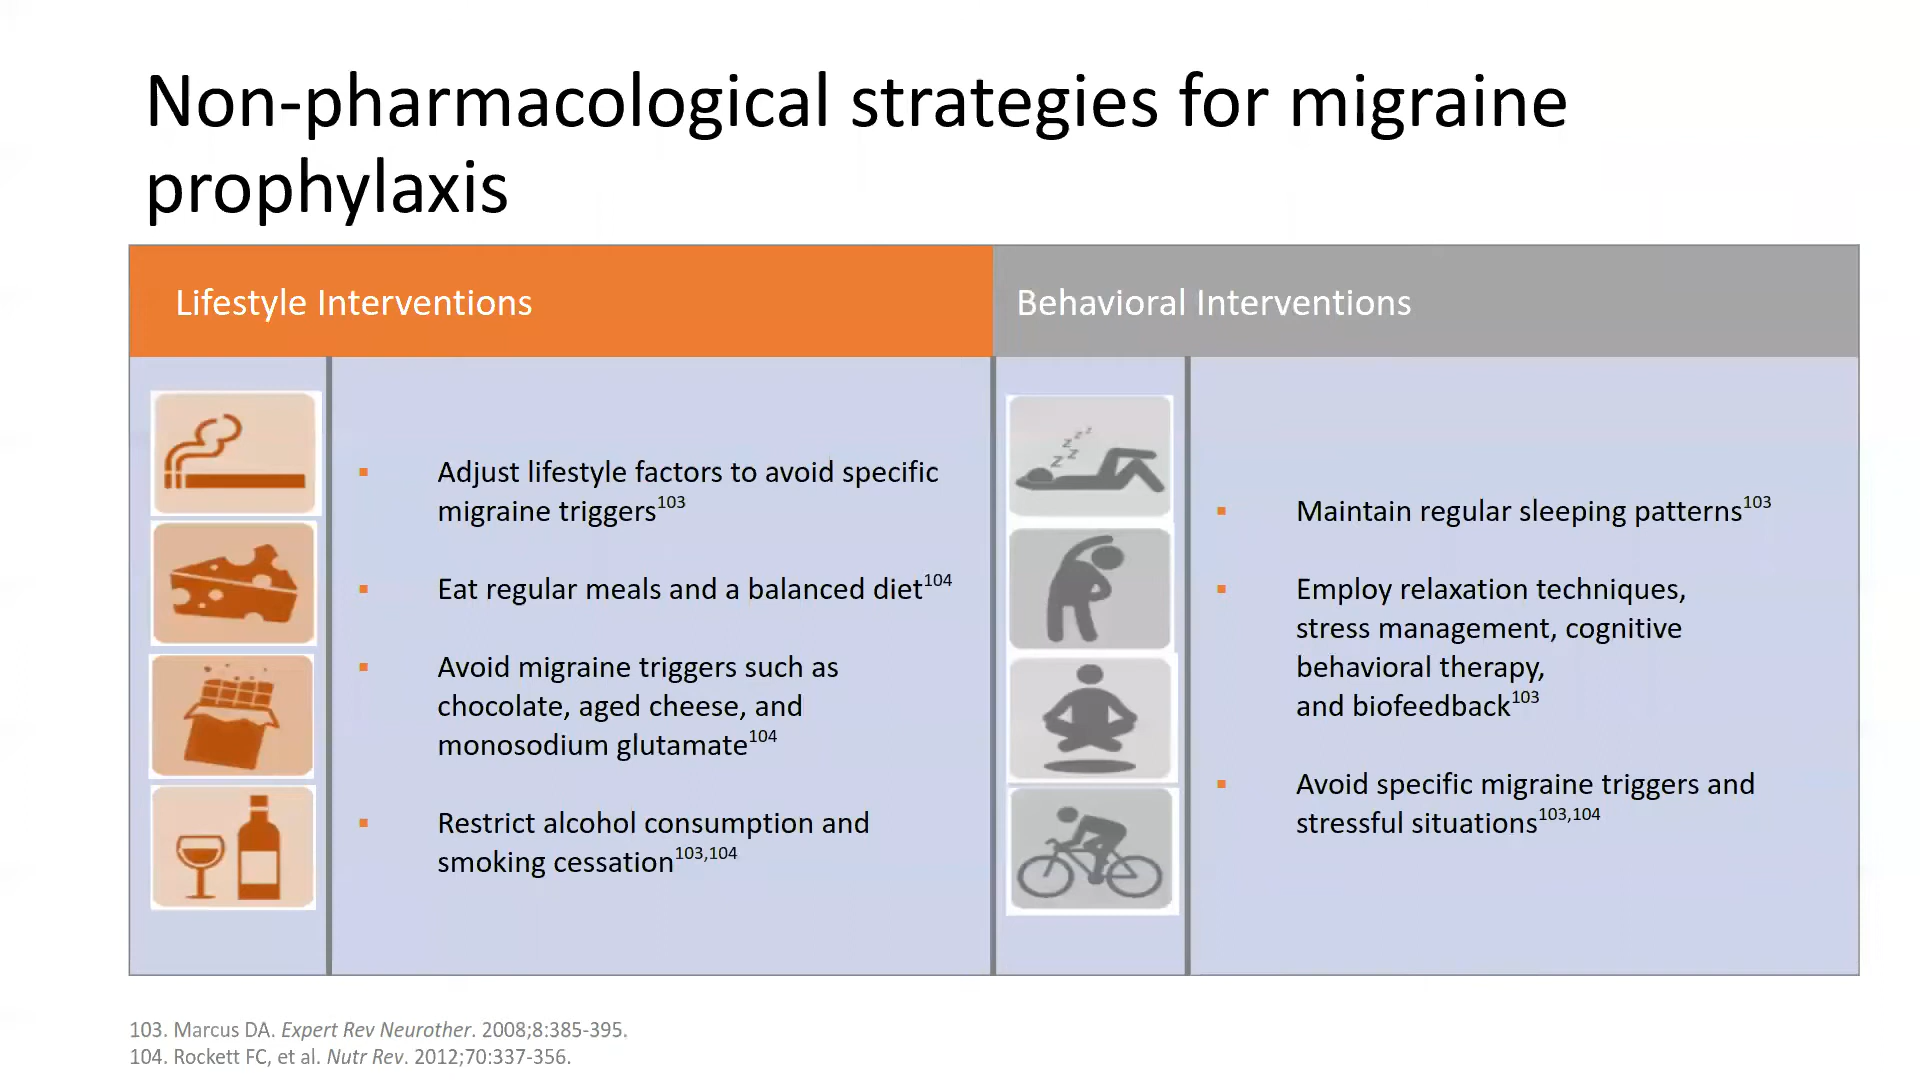 Non-pharmacological strategies for migraine
prophylaxis
Lifestyle Interventions
Adjust lifestyle factors to avoid specific
migraine triggers103
Eat regular meals and a balanced diet104
Avoid migraine triggers such as
chocolate, aged cheese, and
monosodium glutamate104
Restrict alcohol consumption and
smoking cessation103,104
Behavioral Interventions
zzzzz
Maintain regular sleeping patterns103
Employ relaxation techniques,
stress management, cognitive
behavioral therapy,
and biofeedback103
Avoid specific migraine triggers and
stressful situations103,104
103. Marcus DA. Expert Rev Neurother. 2008;8:385-395.
104. Rockett FC, et al. Nutr Rev. 2012;70:337-356.